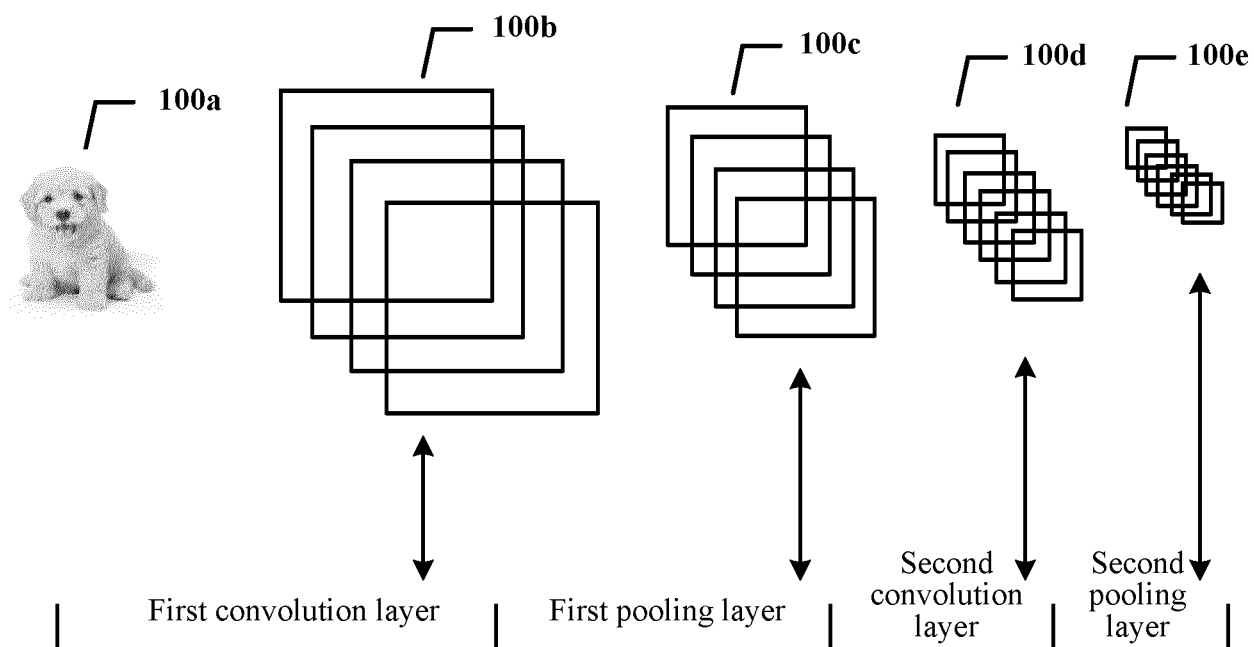 100a
100b
100c
100d
100e
First convolution layer
First pooling layer
Second
convolution
layer
Second
pooling
layer